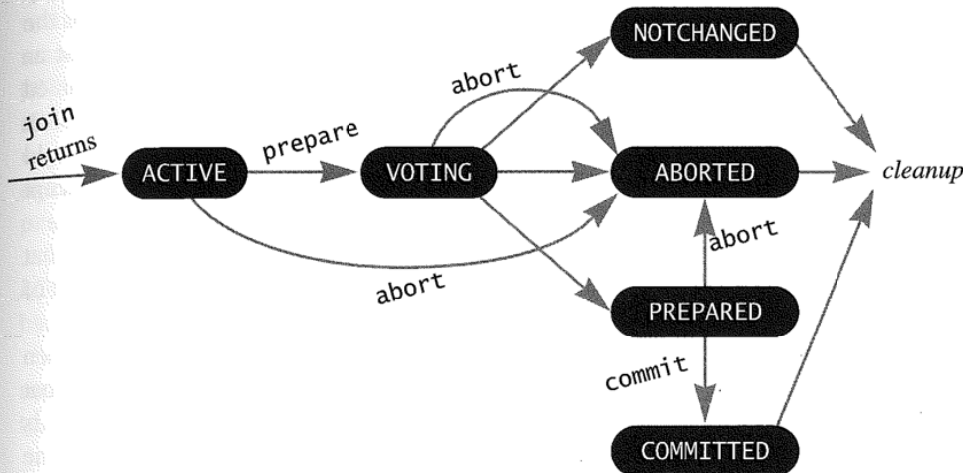 NOTCHANGED
abort
join
returns
prepare
ACTIVE
VOTING
ABORTED
cleanup
abort
abort
PREPARED
commit
COMMITTED